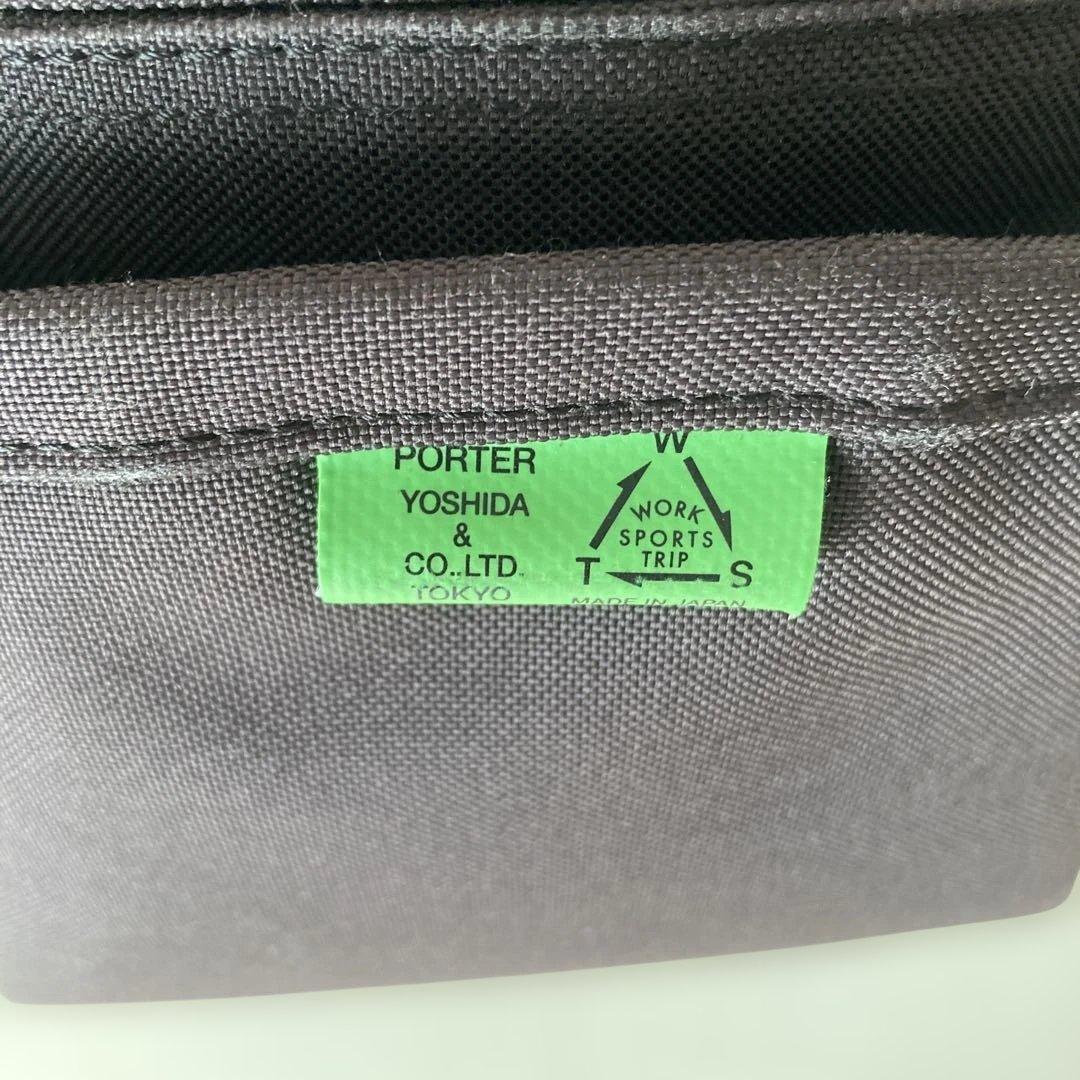 PORTER
YOSHIDA
&
CO.,LTD.
TOKYO
W
WORK
SPORTS
TRIP
T S
MADE IN JAPAN